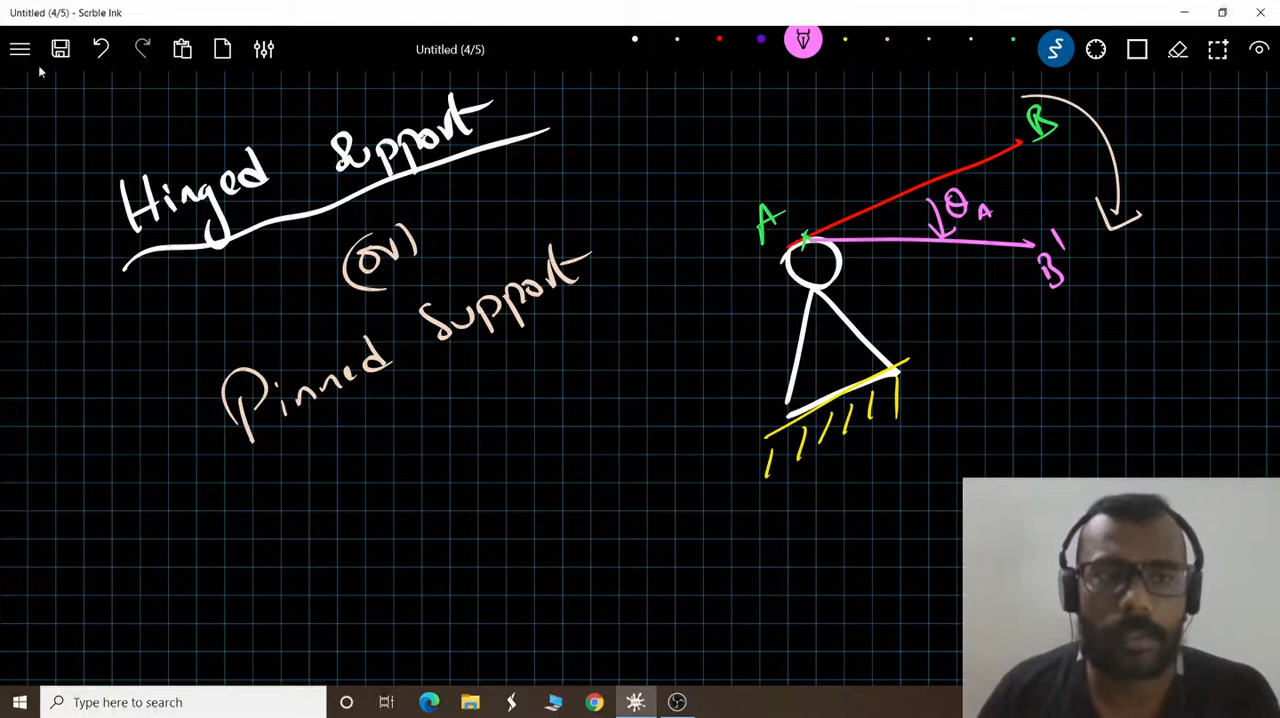 Untitled (4/5) - Scrble Ink
Untitled (4/5)
Hinged Support
(or)
Pinned Support
A
B
θA
B'
Type here to search